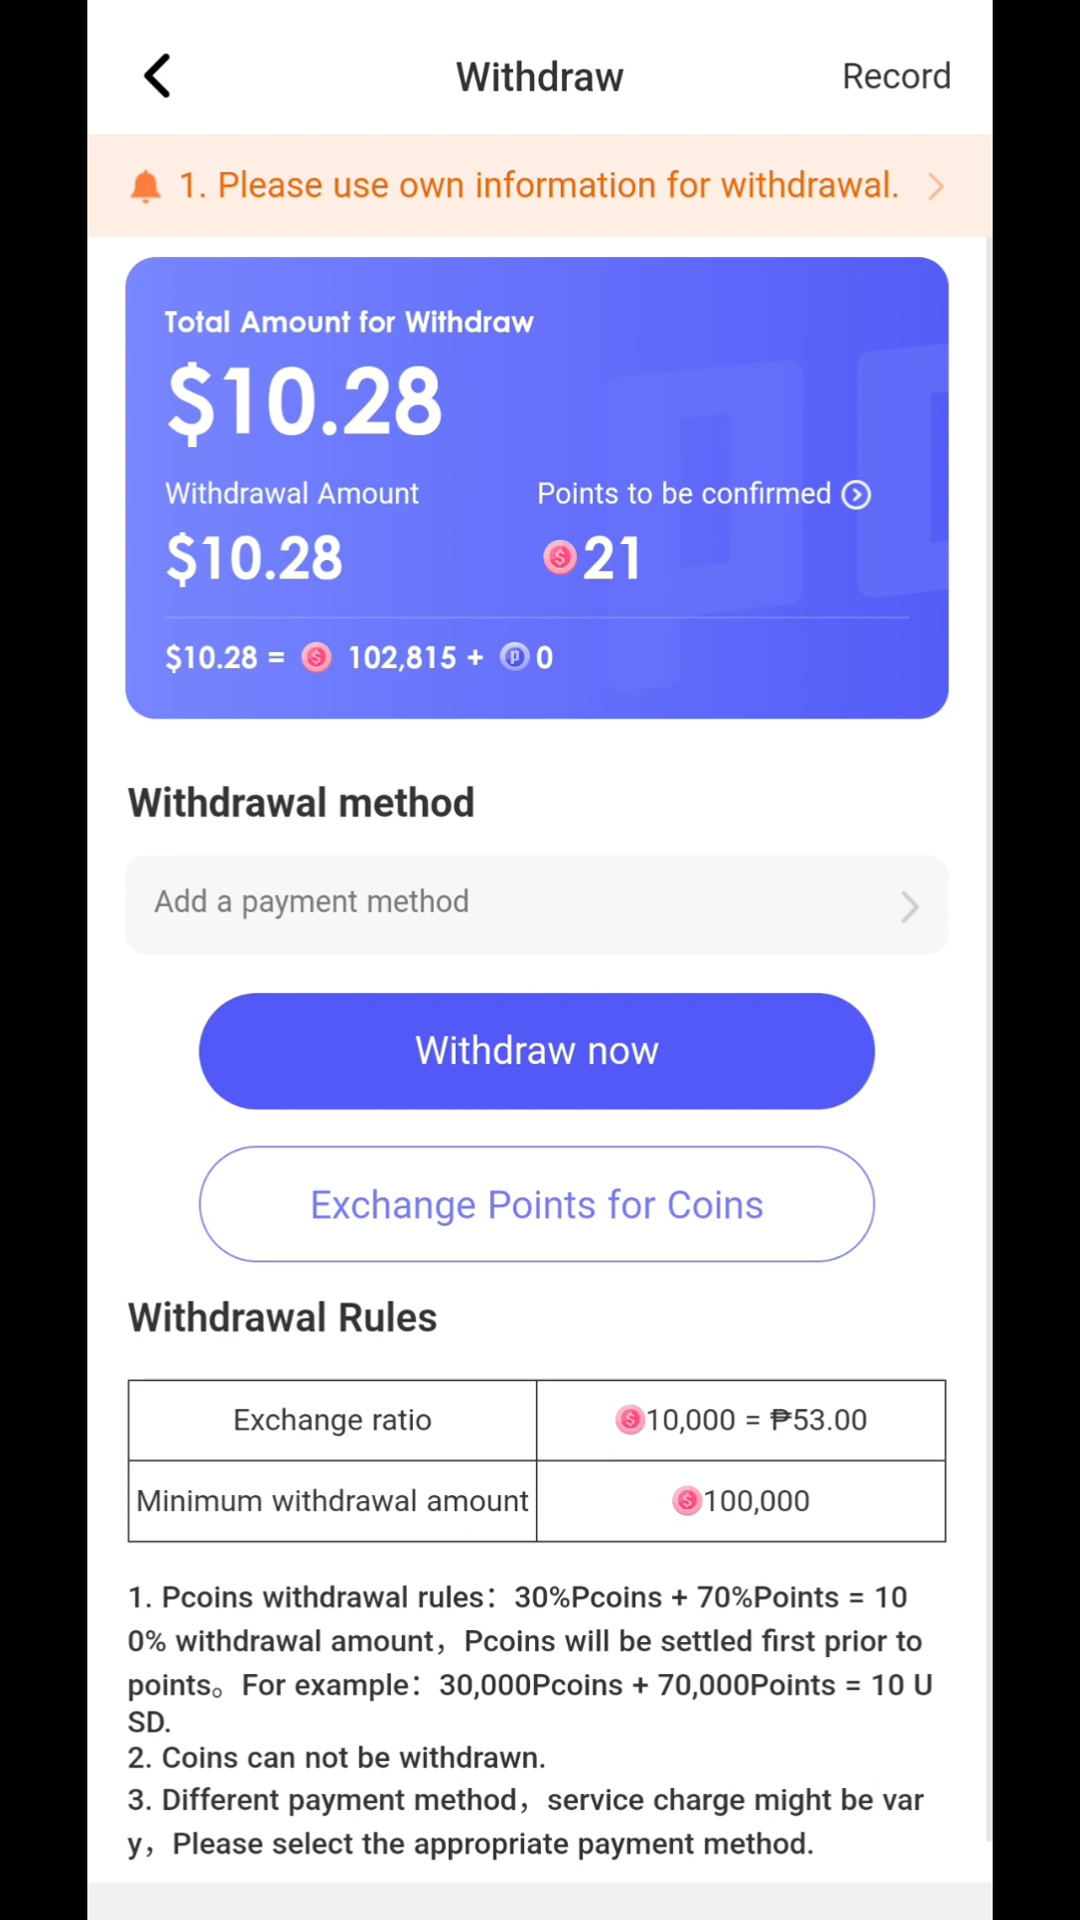 Withdraw
Record
1. Please use own information for withdrawal.
Total Amount for Withdraw
$10.28
Withdrawal Amount
Points to be confirmed
$10.28
21
$10.28 = 102,815 + 0
Withdrawal method
Add a payment method
Withdraw now
Exchange Points for Coins
Withdrawal Rules
Exchange ratio
10,000 = ₱53.00
Minimum withdrawal amount
100,000
1. Pcoins withdrawal rules：30%Pcoins + 70%Points = 10
0% withdrawal amount，Pcoins will be settled first prior to
points。For example：30,000Pcoins + 70,000Points = 10 U
SD.
2. Coins can not be withdrawn.
3. Different payment method，service charge might be var
y，Please select the appropriate payment method.